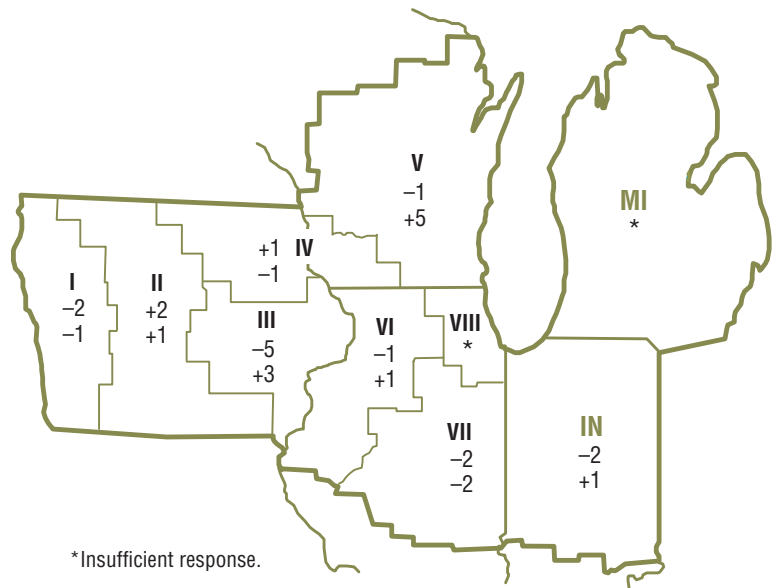 V
–1
+5
MI
*
+1 IV
–1
I
–2
–1
II
+2
+1
III
–5
+3
VI
–1
+1
VIII
*
VII
–2
–2
IN
–2
+1
*Insufficient response.